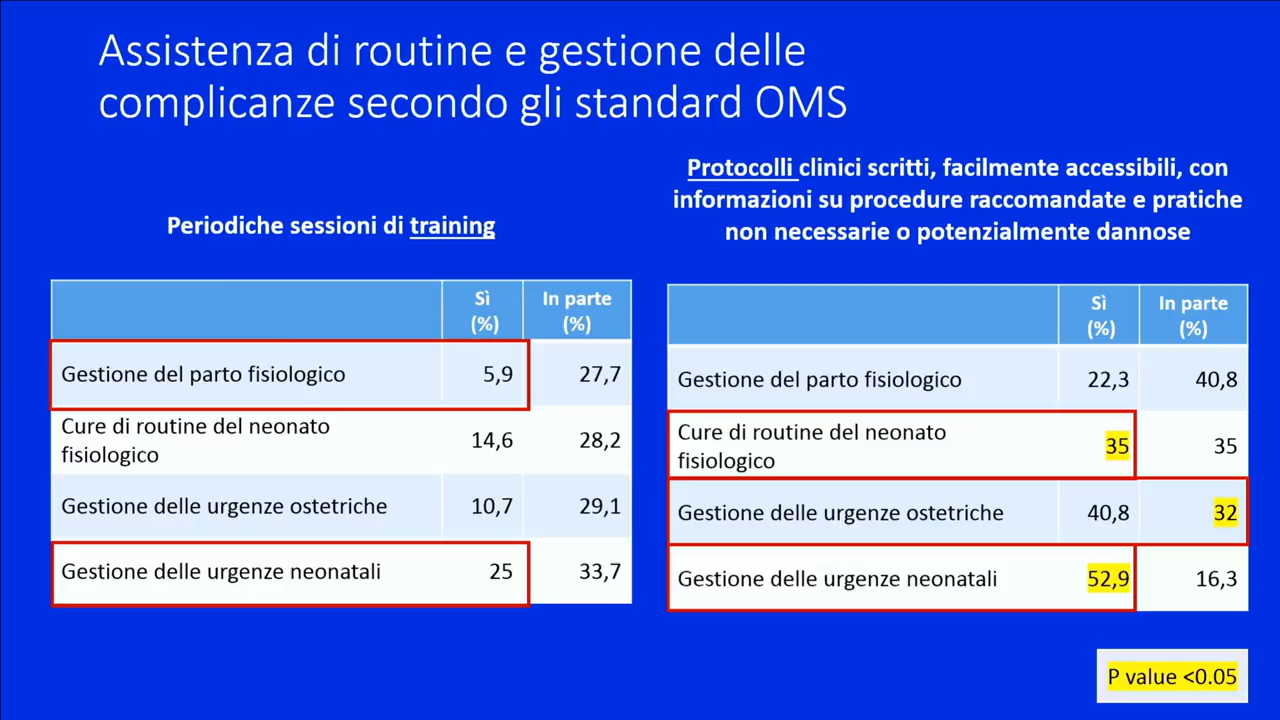 Assistenza di routine e gestione delle
complicanze secondo gli standard OMS
Periodiche sessioni di training
Sì
(%)
In parte
(%)
Gestione del parto fisiologico 5,9 27,7
Cure di routine del neonato
fisiologico 14,6 28,2
Gestione delle urgenze ostetriche 10,7 29,1
Gestione delle urgenze neonatali 25 33,7
Protocolli clinici scritti, facilmente accessibili, con
informazioni su procedure raccomandate e pratiche
non necessarie o potenzialmente dannose
Sì
(%)
In parte
(%)
Gestione del parto fisiologico 22,3 40,8
Cure di routine del neonato
fisiologico 35 35
Gestione delle urgenze ostetriche 40,8 32
Gestione delle urgenze neonatali 52,9 16,3
P value <0.05